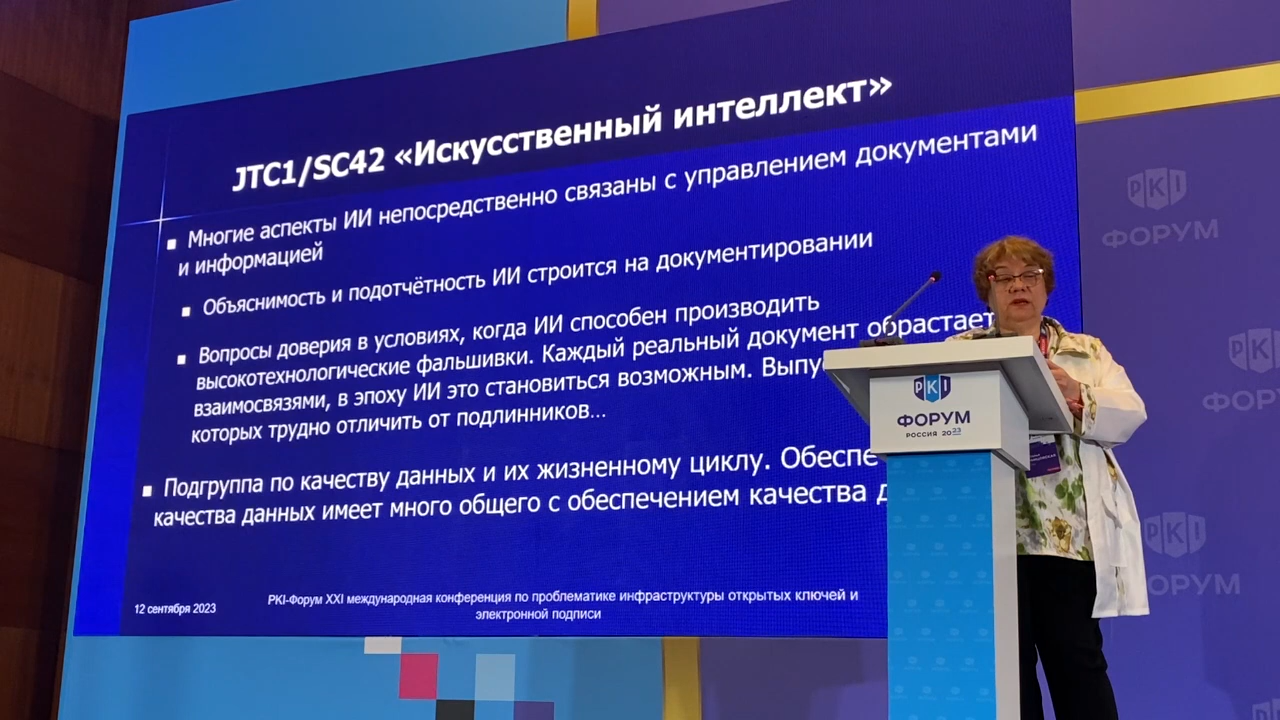 JTC1/SC42 «Искусственный интеллект»
Многие аспекты ИИ непосредственно связаны с управлением документами
и информацией
Объяснимость и подотчётность ИИ строится на документировании
Вопросы доверия в условиях, когда ИИ способен производить
высокотехнологические фальшивки. Каждый реальный документ обрастает
взаимосвязями, в эпоху ИИ это становиться возможным.
которых трудно отличить от подлинников...
Подгруппа по качеству данных и их жизненному циклу.
качества данных имеет много общего с обеспечением качества
12 сентября 2023
PKI-Форум XXI международная конференция по проблематике инфраструктуры открытых ключей и
электронной подписи
PKI
ФОРУМ
РОССИЯ 2023
PKI
ФОРУМ
PKI
ФОРУМ